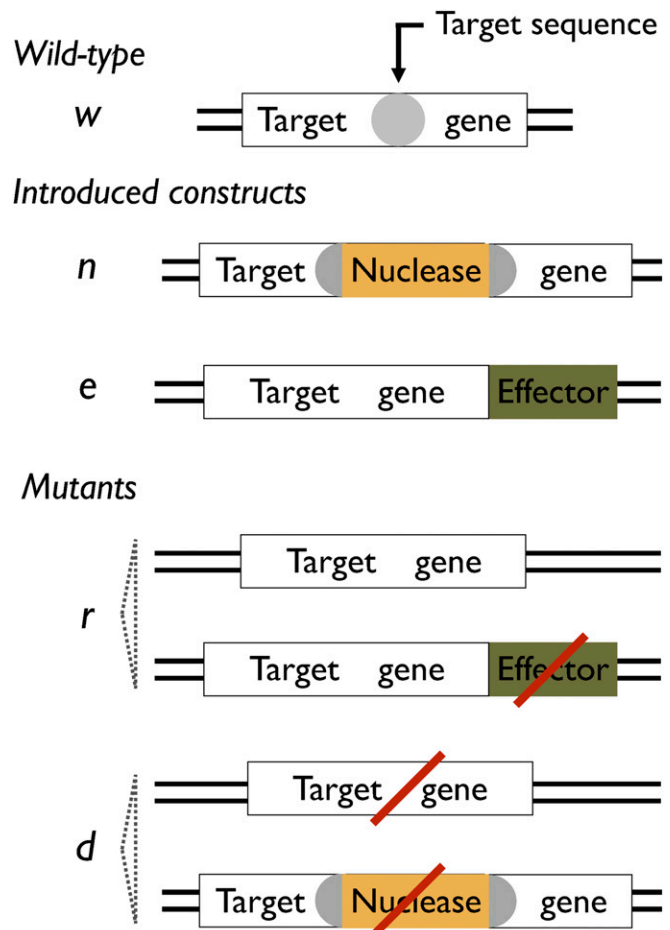 Target sequence
Wild-type
w
Target gene
Introduced constructs
n
Target Nuclease gene
e
Target gene Effector
Mutants
r
Target gene
Target gene Effector
d
Target gene
Target Nuclease gene